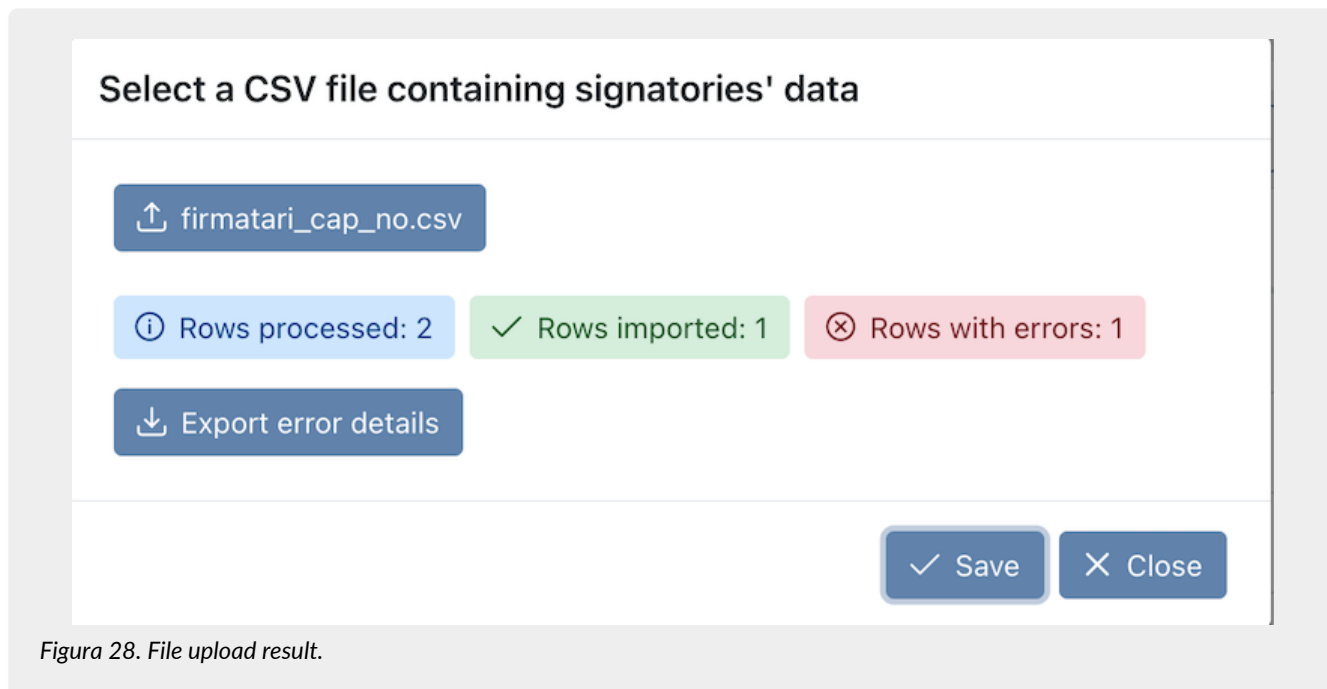 Select a CSV file containing signatories' data
firmatari_cap_no.csv
Rows processed: 2
Rows imported: 1
Rows with errors: 1
Export error details
Save
Close
Figura 28. File upload result.